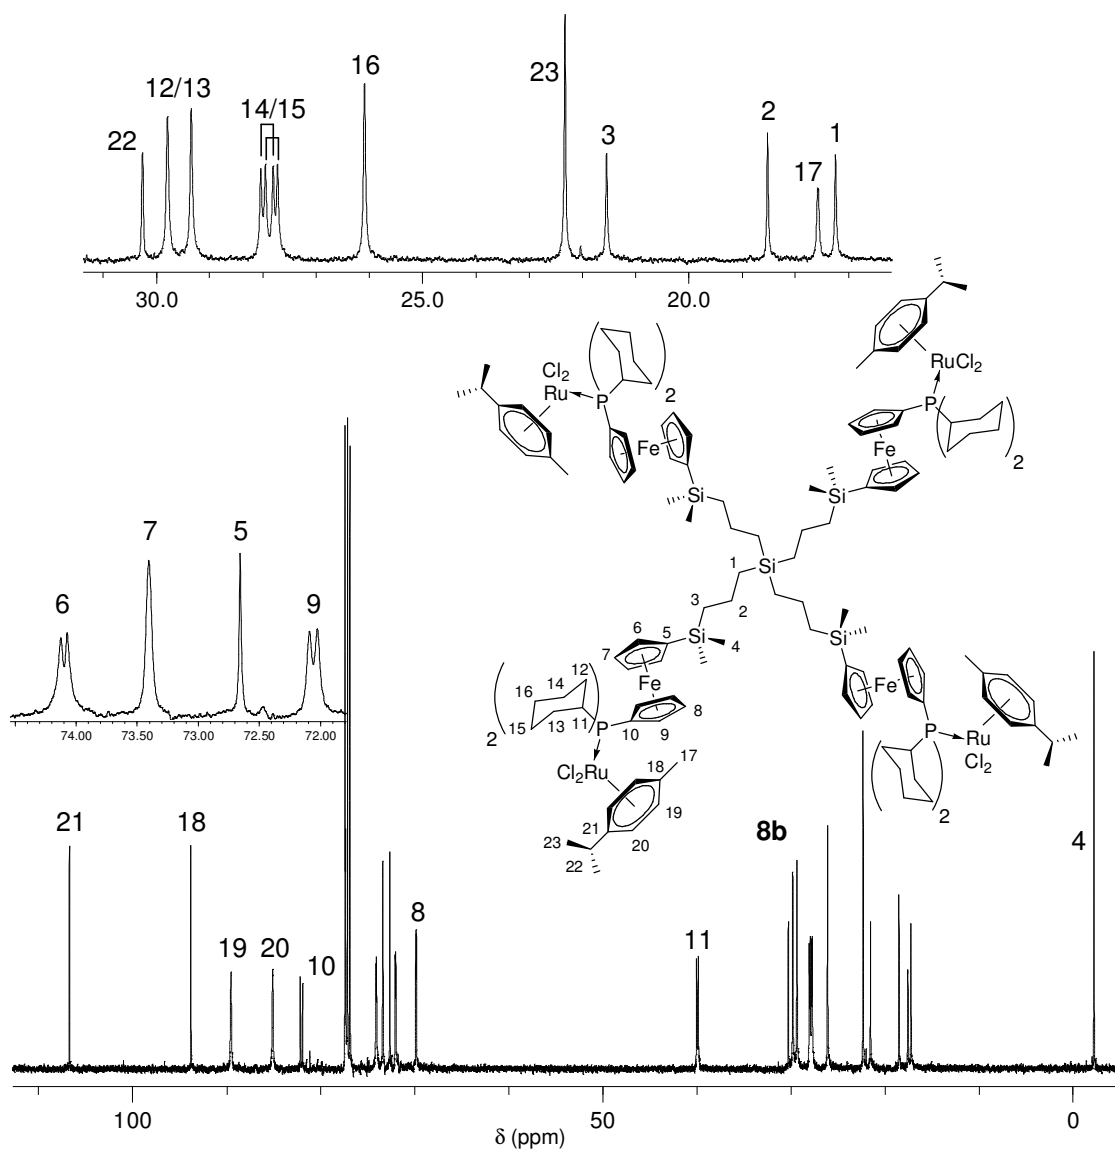 23
16
12/13
14/15
2
22
3
17
1
30.0
25.0
20.0
Cl2
Ru
P
2
Fe
Si
RuCl2
P
Fe
2
Si
7
5
6
9
74.00
73.50
73.00
72.50
72.00
1
Si
3
2
6
5
Si
4
7
Fe
12
14
16
15
13
11
2
P
10
9
8
Cl2Ru
18
17
19
21
20
23
22
Si
Fe
P
Ru
Cl2
2
8b
21
18
19
20
10
8
11
4
100
50
0
δ (ppm)